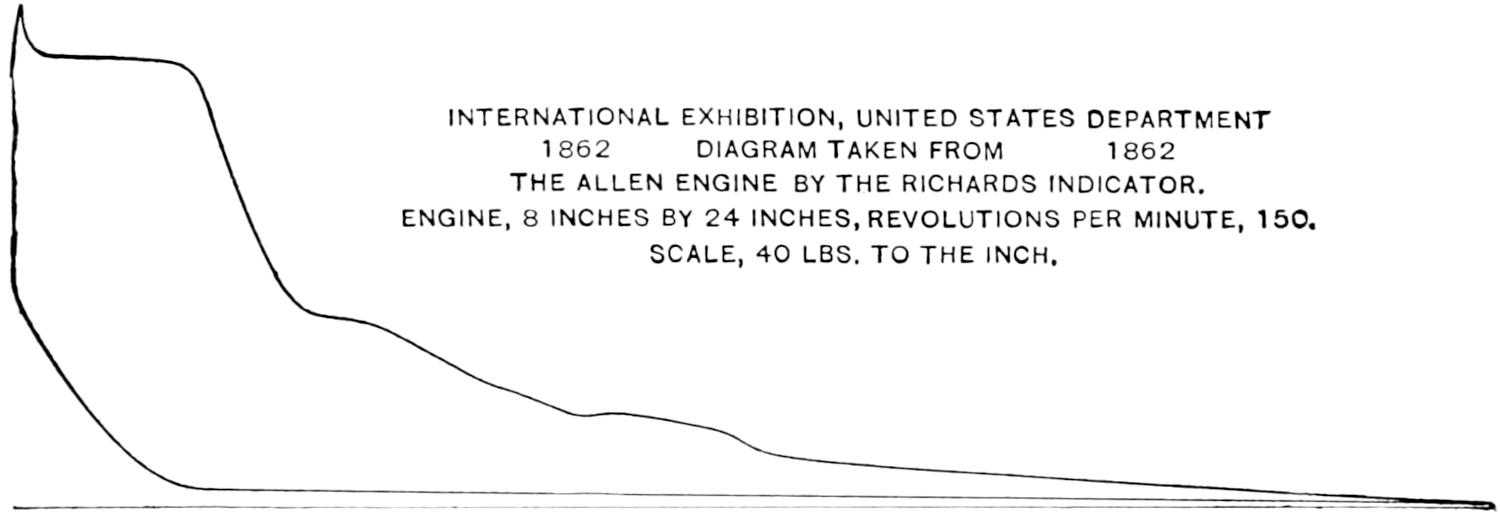 INTERNATIONAL EXHIBITION, UNITED STATES DEPARTMENT
1862 DIAGRAM TAKEN FROM 1862
THE ALLEN ENGINE BY THE RICHARDS INDICATOR.
ENGINE, 8 INCHES BY 24 INCHES, REVOLUTIONS PER MINUTE, 150.
SCALE, 40 LBS. TO THE INCH.